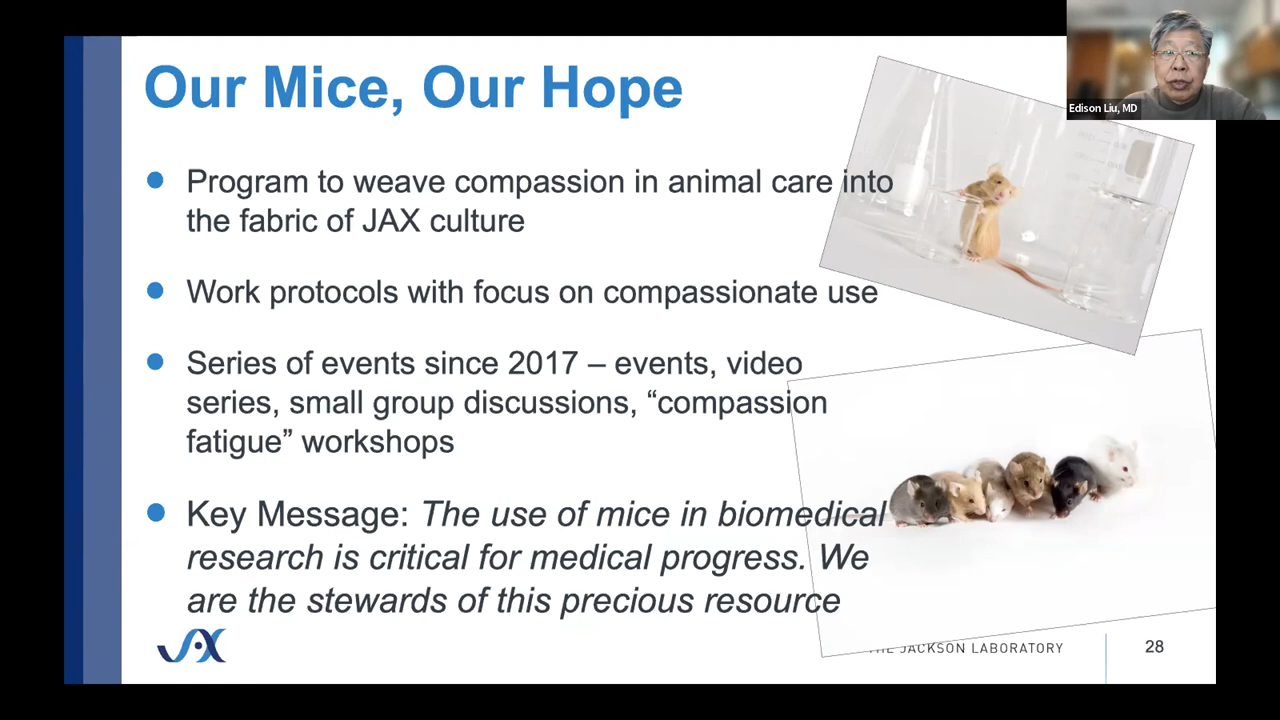 Our Mice, Our Hope
Edison Liu, MD
Program to weave compassion in animal care into
the fabric of JAX culture
Work protocols with focus on compassionate use
Series of events since 2017 – events, video
series, small group discussions, “compassion
fatigue” workshops
Key Message: The use of mice in biomedical
research is critical for medical progress. We
are the stewards of this precious resource
JAX
THE JACKSON LABORATORY
28